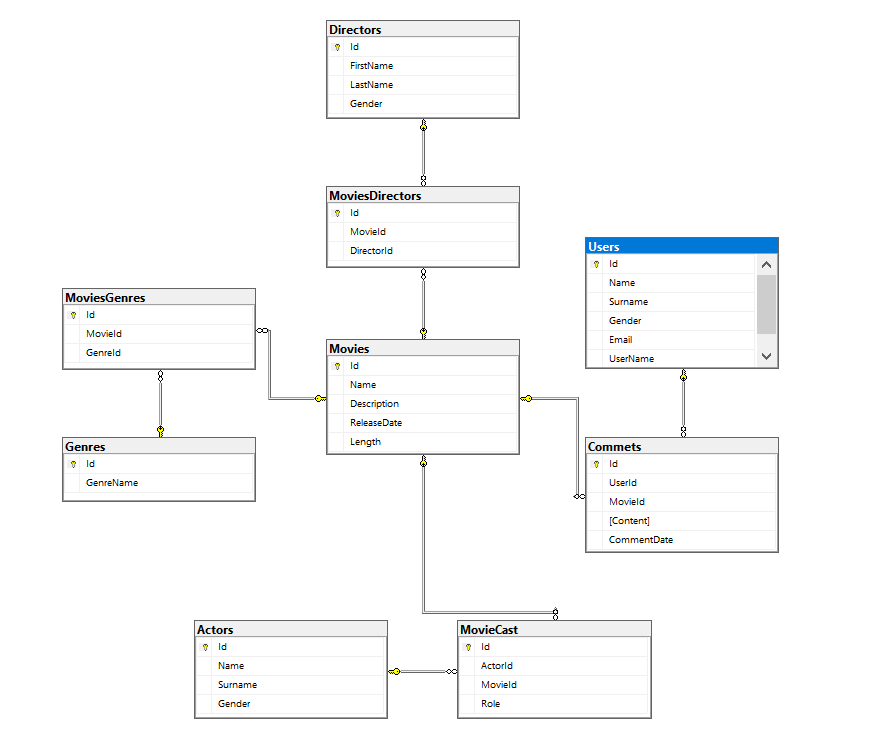 Directors
Id
FirstName
LastName
Gender
MoviesDirectors
Id
MovieId
DirectorId
Users
Id
Name
Surname
Gender
Email
UserName
MoviesGenres
Id
MovieId
GenreId
Movies
Id
Name
Description
ReleaseDate
Length
Genres
Id
GenreName
Commets
Id
UserId
MovieId
[Content]
CommentDate
Actors
Id
Name
Surname
Gender
MovieCast
Id
ActorId
MovieId
Role